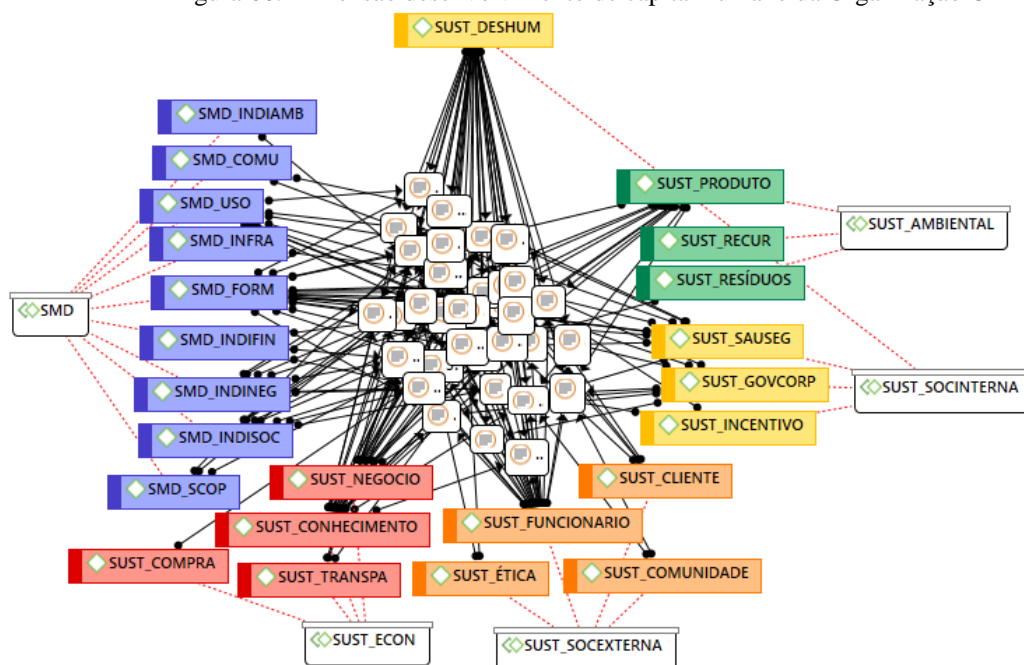 SUST_DESHUM
SMD_INDIAMB
SMD_COMU
SUST_PRODUTO
SMD_USO
SUST_AMBIENTAL
SMD_INFRA
SUST_RECUR
SUST_RESÍDUOS
SMD_FORM
SMD
SMD_INDIFIN
SUST_SAUSEG
SUST_GOVCORP
SUST_SOCINTERNA
SMD_INDINEG
SUST_INCENTIVO
SMD_INDISOC
SUST_NEGOCIO
SUST_CLIENTE
SMD_SCOP
SUST_CONHECIMENTO
SUST_FUNCIONARIO
SUST_COMPRA
SUST_TRANSPA
SUST_ÉTICA
SUST_COMUNIDADE
SUST_ECON
SUST_SOCEXTERNA